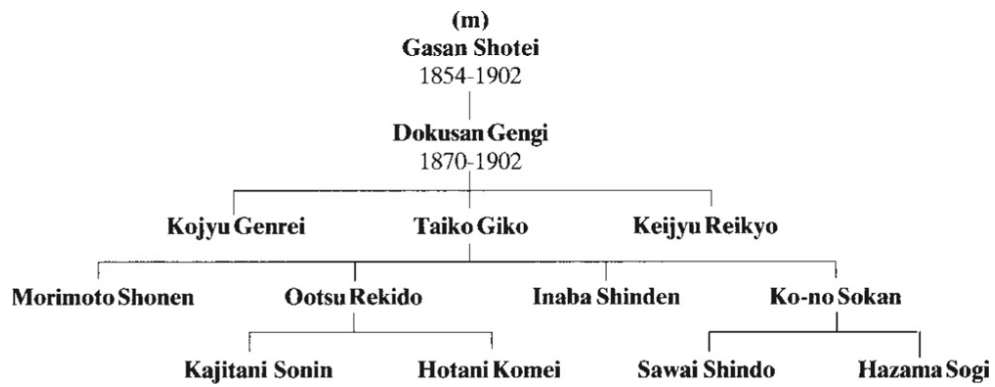 (m)
Gasan Shotei
1854-1902
Dokusan Gengi
1870-1902
Kojyu Genrei Taiko Giko Keijyu Reikyo
Morimoto Shonen Ootsu Rekido Inaba Shinden Ko-no Sokan
Kajitani Sonin Hotani Komei Sawai Shindo Hazama Sogi